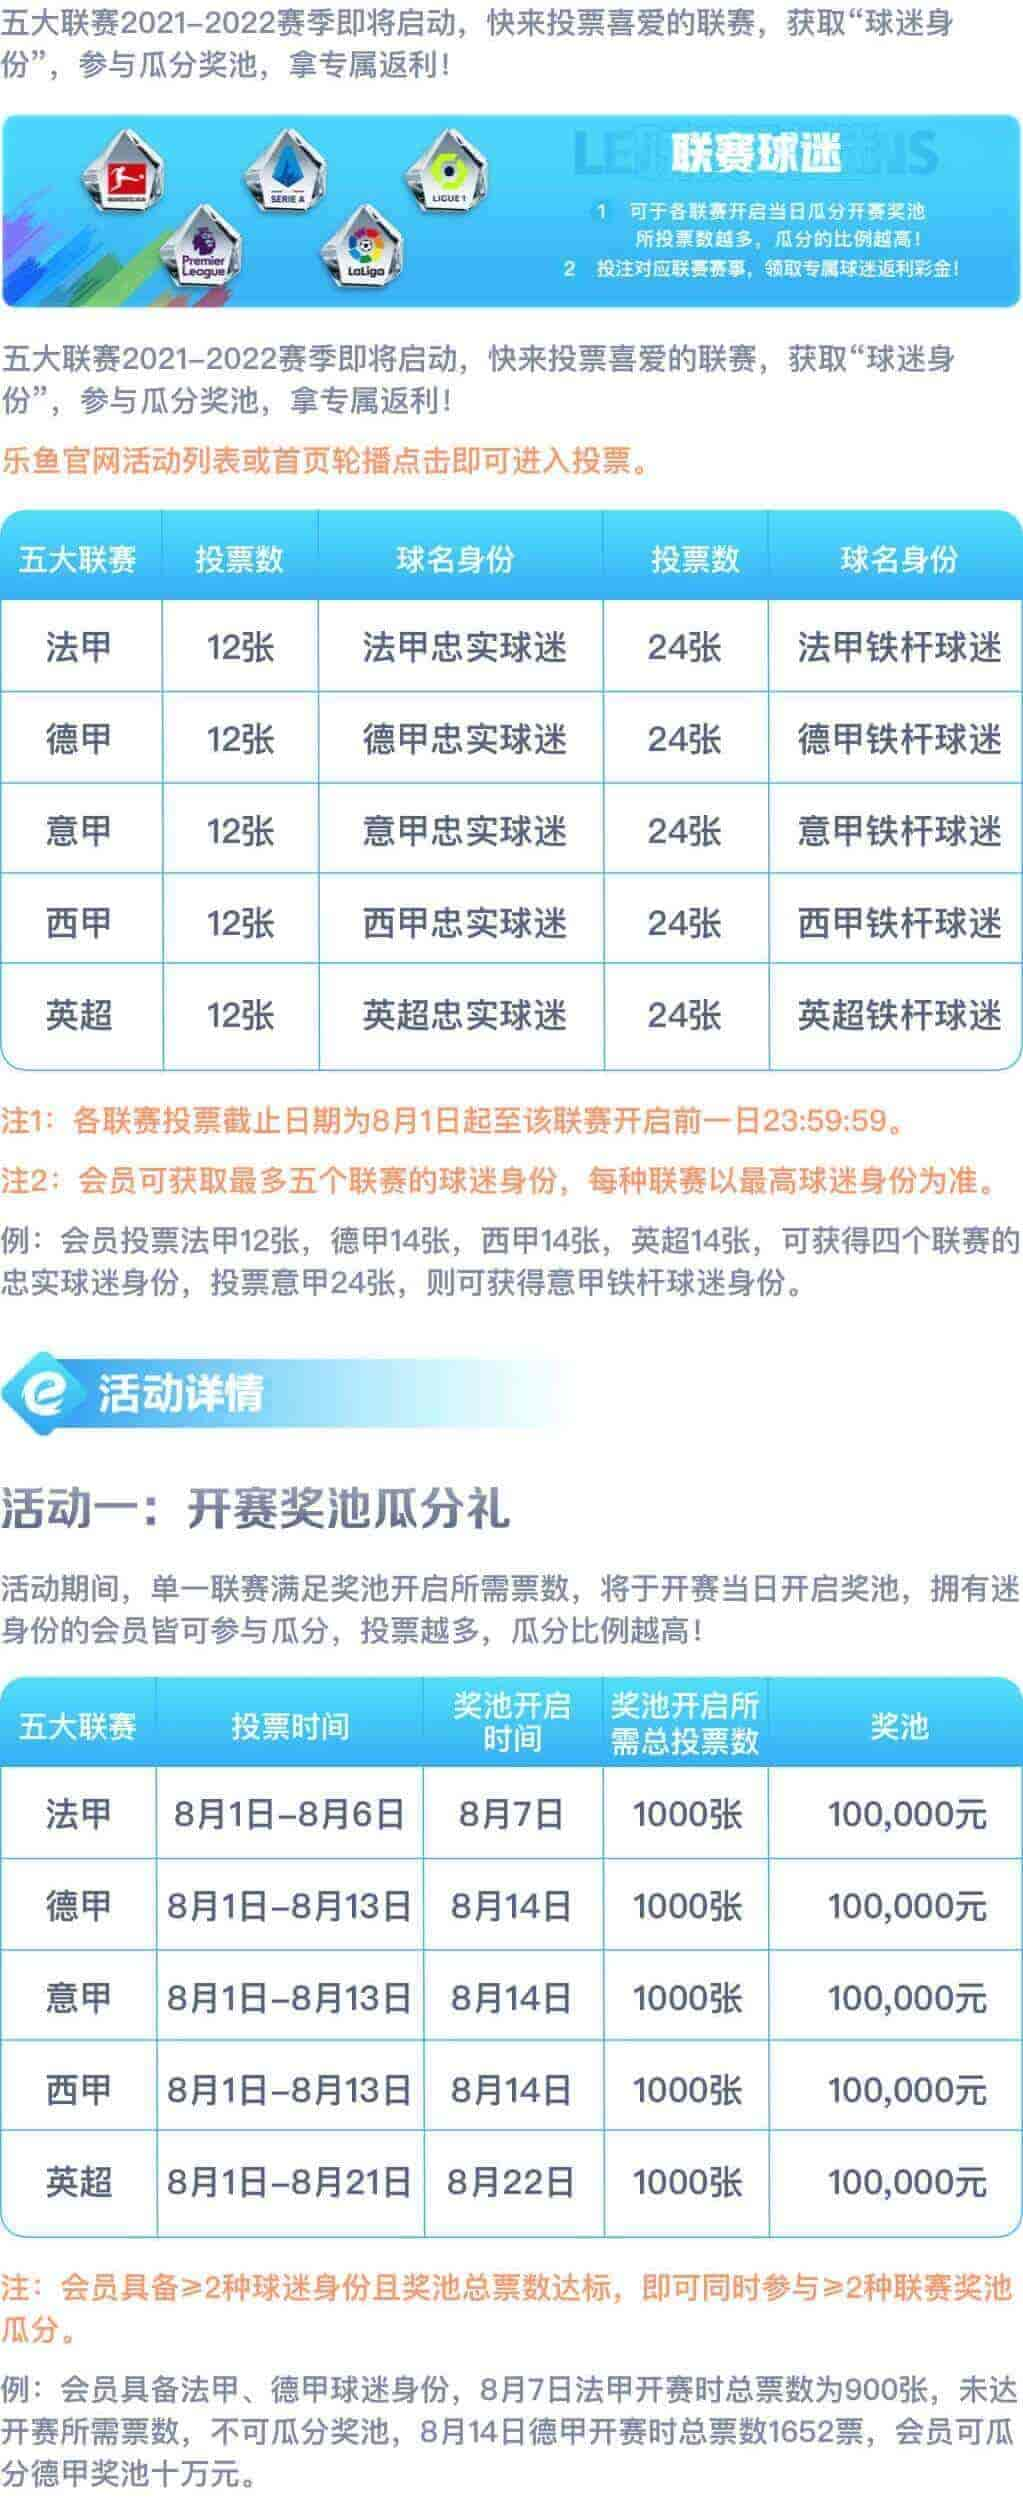 五大联赛2021-2022赛季即将启动，快来投票喜爱的联赛，获取“球迷身
份”，参与瓜分奖池，拿专属返利！
联赛球迷
BUNDESLIGA
SERIE A
LIGUE 1
Premier
League
LaLiga
1 可于各联赛开启当日瓜分开赛奖池
所投票数越多，瓜分的比例越高！
2 投注对应联赛赛事，领取专属球迷返利彩金！
五大联赛2021-2022赛季即将启动，快来投票喜爱的联赛，获取“球迷身
份”，参与瓜分奖池，拿专属返利！
乐鱼官网活动列表或首页轮播点击即可进入投票。
五大联赛 投票数 球名身份 投票数 球名身份
法甲 12张 法甲忠实球迷 24张 法甲铁杆球迷
德甲 12张 德甲忠实球迷 24张 德甲铁杆球迷
意甲 12张 意甲忠实球迷 24张 意甲铁杆球迷
西甲 12张 西甲忠实球迷 24张 西甲铁杆球迷
英超 12张 英超忠实球迷 24张 英超铁杆球迷
注1：各联赛投票截止日期为8月1日起至该联赛开启前一日23:59:59。
注2：会员可获取最多五个联赛的球迷身份，每种联赛以最高球迷身份为准。
例：会员投票法甲12张，德甲14张，西甲14张，英超14张，可获得四个联赛的
忠实球迷身份，投票意甲24张，则可获得意甲铁杆球迷身份。
活动详情
活动一：开赛奖池瓜分礼
活动期间，单一联赛满足奖池开启所需票数，将于开赛当日开启奖池，拥有迷
身份的会员皆可参与瓜分，投票越多，瓜分比例越高！
五大联赛 投票时间 奖池开启时间 奖池开启所需总投票数 奖池
法甲 8月1日-8月6日 8月7日 1000张 100,000元
德甲 8月1日-8月13日 8月14日 1000张 100,000元
意甲 8月1日-8月13日 8月14日 1000张 100,000元
西甲 8月1日-8月13日 8月14日 1000张 100,000元
英超 8月1日-8月21日 8月22日 1000张 100,000元
注：会员具备≥2种球迷身份且奖池总票数达标，即可同时参与≥2种联赛奖池
瓜分。
例：会员具备法甲、德甲球迷身份，8月7日法甲开赛时总票数为900张，未达
开赛所需票数，不可瓜分奖池，8月14日德甲开赛时总票数1652票，会员可瓜
分德甲奖池十万元。